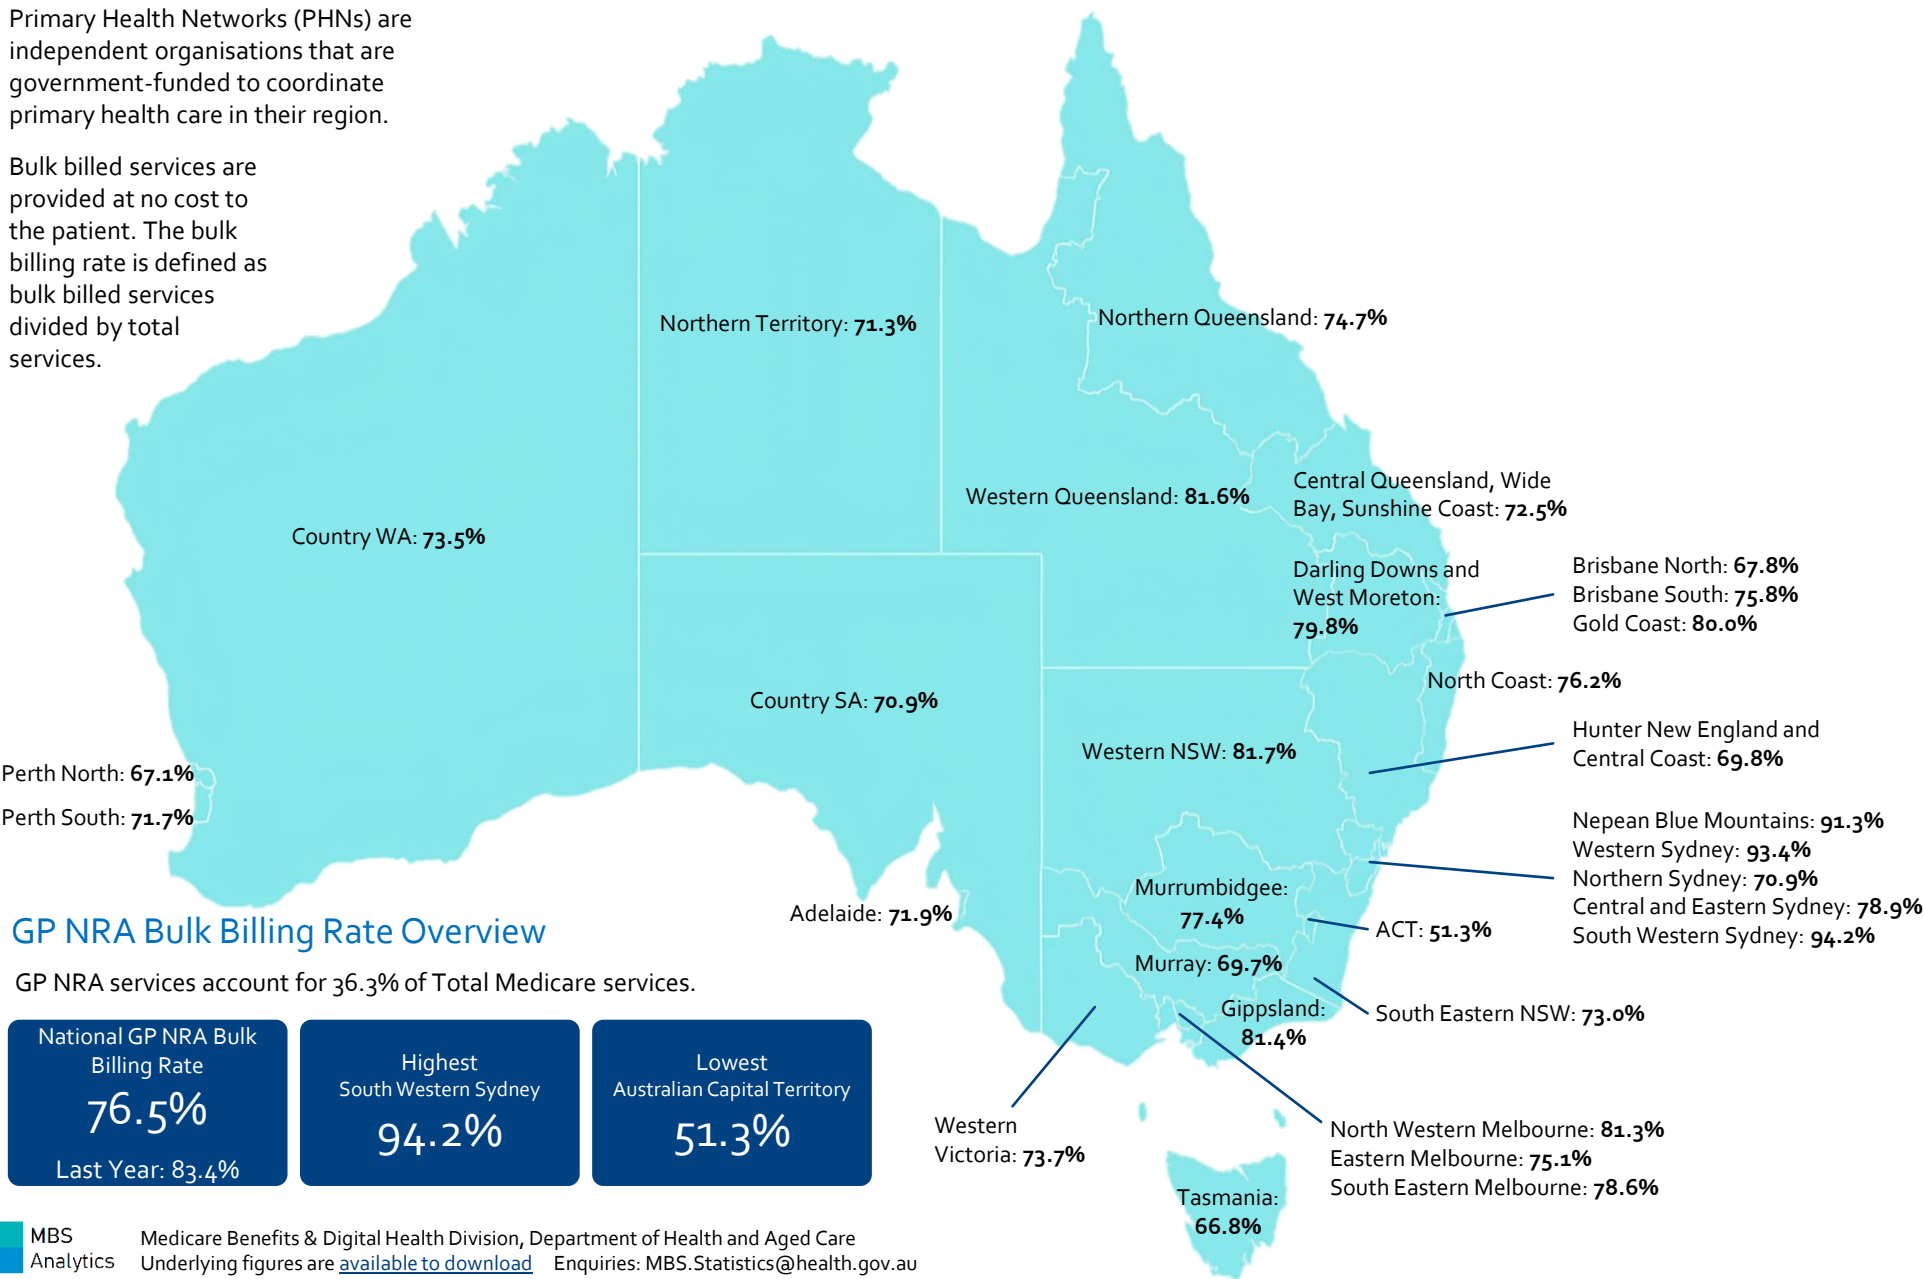 Primary Health Networks (PHNs) are
independent organisations that are
government-funded to coordinate
primary health care in their region.
Bulk billed services are
provided at no cost to
the patient. The bulk
billing rate is defined as
bulk billed services
divided by total
services.
Northern Territory: 71.3%
Northern Queensland: 74.7%
Western Queensland: 81.6%
Central Queensland, Wide
Bay, Sunshine Coast: 72.5%
Country WA: 73.5%
Darling Downs and
West Moreton:
79.8%
Brisbane North: 67.8%
Brisbane South: 75.8%
Gold Coast: 80.0%
North Coast: 76.2%
Country SA: 70.9%
Western NSW: 81.7%
Hunter New England and
Central Coast: 69.8%
Perth North: 67.1%
Perth South: 71.7%
Nepean Blue Mountains: 91.3%
Western Sydney: 93.4%
Northern Sydney: 70.9%
Central and Eastern Sydney: 78.9%
South Western Sydney: 94.2%
Murrumbidgee:
77.4%
Adelaide: 71.9%
ACT: 51.3%
Murray: 69.7%
Gippsland:
81.4%
South Eastern NSW: 73.0%
Western
Victoria: 73.7%
North Western Melbourne: 81.3%
Eastern Melbourne: 75.1%
South Eastern Melbourne: 78.6%
Tasmania:
66.8%
GP NRA Bulk Billing Rate Overview
GP NRA services account for 36.3% of Total Medicare services.
National GP NRA Bulk
Billing Rate
76.5%
Last Year: 83.4%
Highest
South Western Sydney
94.2%
Lowest
Australian Capital Territory
51.3%
MBS
Analytics
Medicare Benefits & Digital Health Division, Department of Health and Aged Care
Underlying figures are available to download Enquiries: MBS.Statistics@health.gov.au